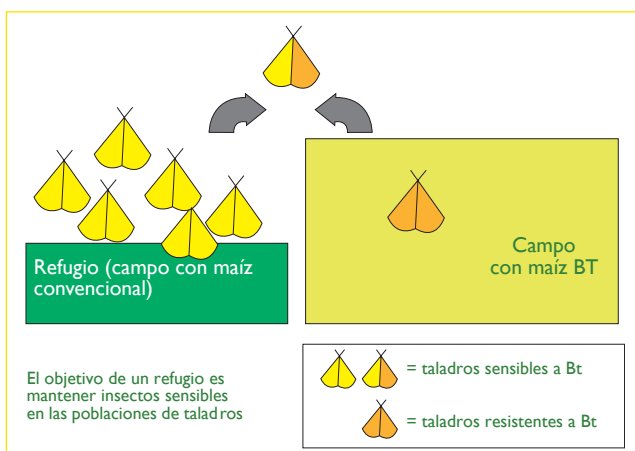 Refugio (campo con maíz
convencional)
Campo
con maíz BT
El objetivo de un refugio es
mantener insectos sensibles
en las poblaciones de taladros
= taladros sensibles a Bt
= taladros resistentes a Bt